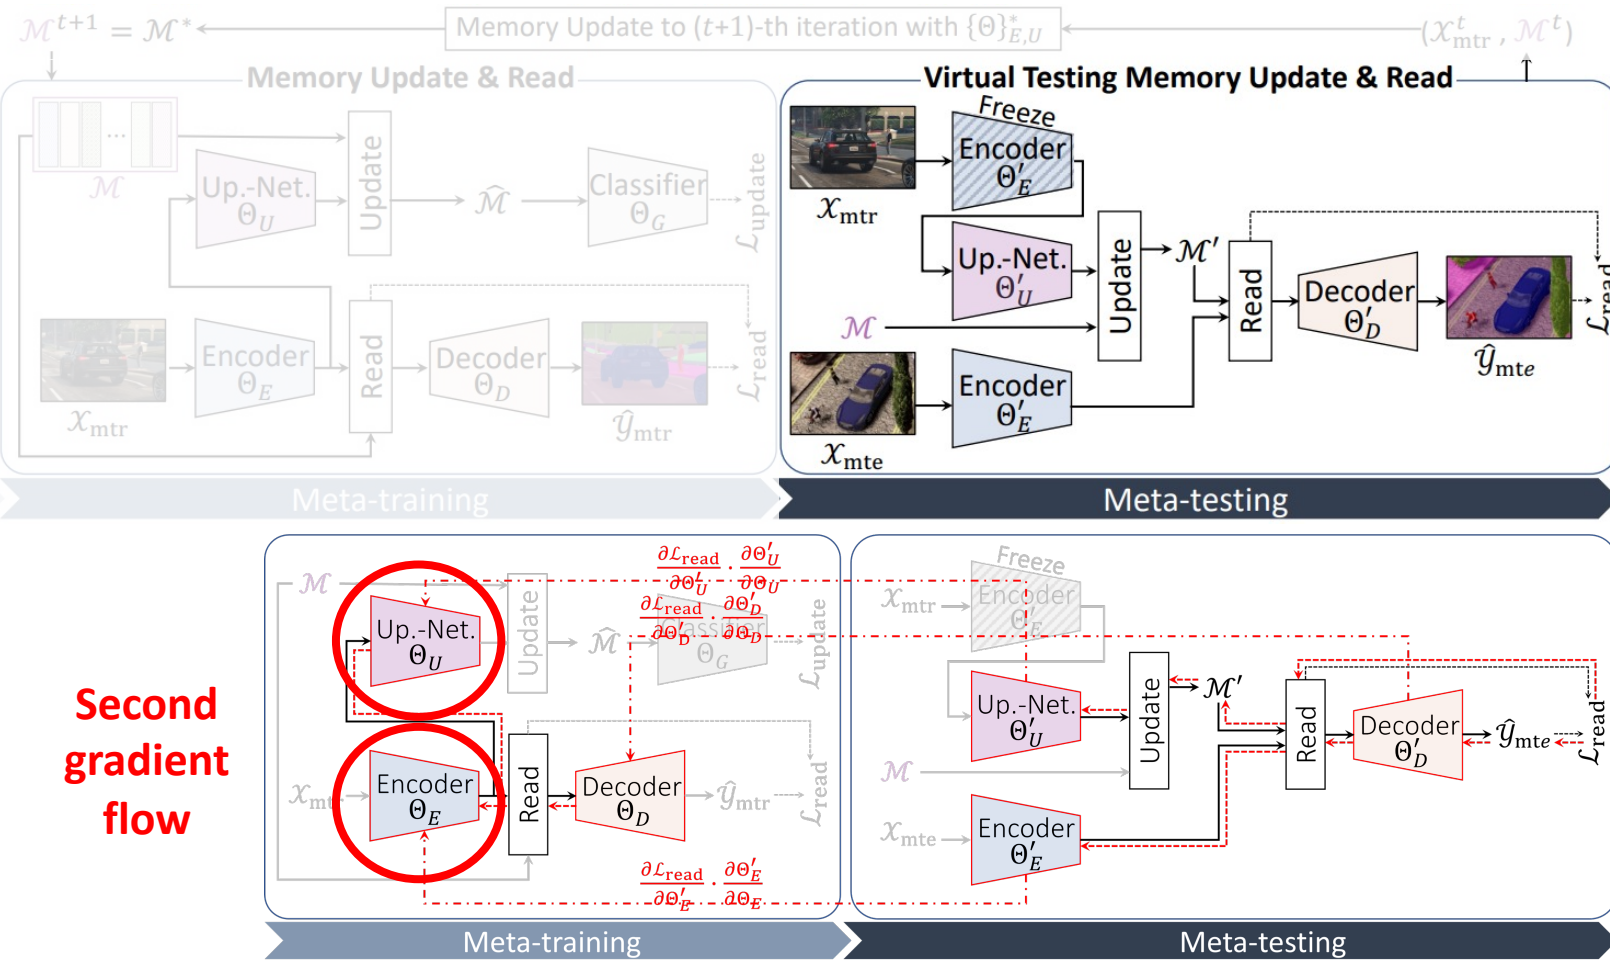 ℳ^{t+1} = ℳ* Memory Update to (t+1)-th iteration with {Θ}*_{E,U} (𝒳^t_mtr , ℳ^t)
Memory Update & Read
...
ℳ
Up.-Net. Θ_U
Update
ℳ̂
Classifier Θ_G
ℒ_update
𝒳_mtr
Encoder Θ_E
Read
Decoder Θ_D
ŷ_mtr
ℒ_read
Meta-training
Virtual Testing Memory Update & Read
Freeze
Encoder Θ'_E
𝒳_mtr
Up.-Net. Θ'_U
Update
ℳ'
Read
Decoder Θ'_D
ℒ_read
ℳ
ŷ_mte
Encoder Θ'_E
𝒳_mte
Meta-testing
Second
gradient
flow
ℳ
∂ℒ_read/∂Θ'_U · ∂Θ'_U/∂Θ_U
Up.-Net. Θ_U
Update
ℳ̂
∂ℒ_read/∂Θ'_D · ∂Θ'_D/∂Θ_D
Classifier Θ_G
ℒ_update
𝒳_mtr
Encoder Θ_E
Read
Decoder Θ_D
ŷ_mtr
ℒ_read
∂ℒ_read/∂Θ'_E · ∂Θ'_E/∂Θ_E
Meta-training
Freeze
𝒳_mtr
Encoder Θ'_E
Up.-Net. Θ'_U
Update
ℳ'
Read
Decoder Θ'_D
ŷ_mte
ℒ_read
ℳ
𝒳_mte
Encoder Θ'_E
Meta-testing